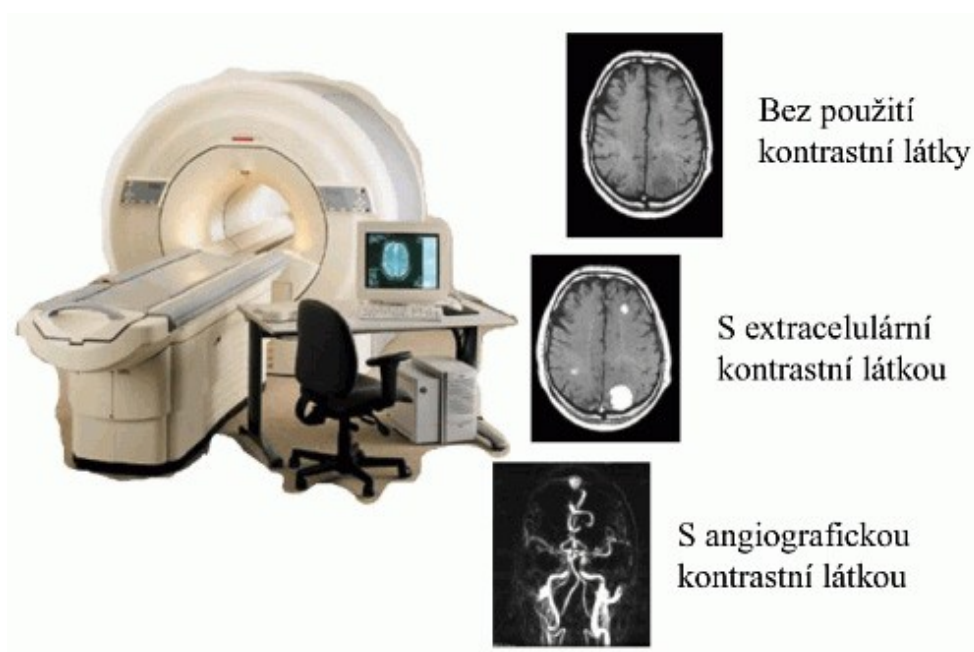 Bez použití
kontrastní látky
S extracelulární
kontrastní látkou
S angiografickou
kontrastní látkou